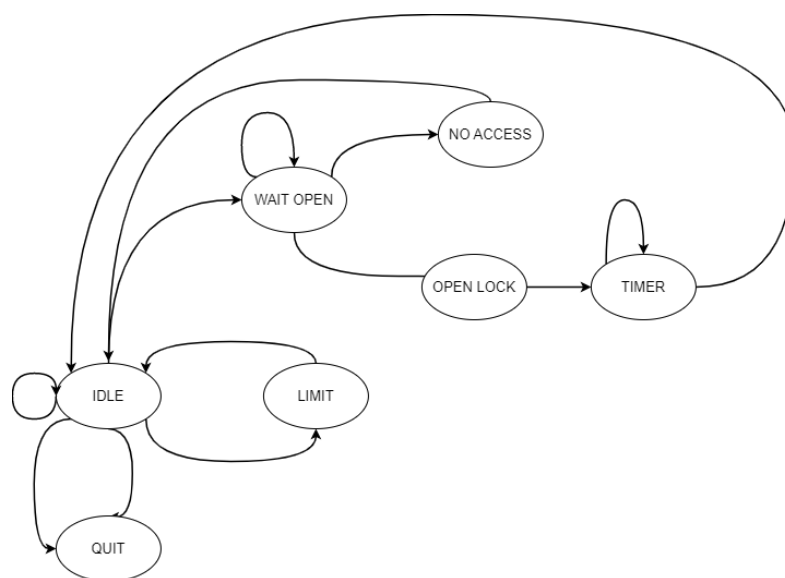 NO ACCESS
WAIT OPEN
OPEN LOCK
TIMER
IDLE
LIMIT
QUIT